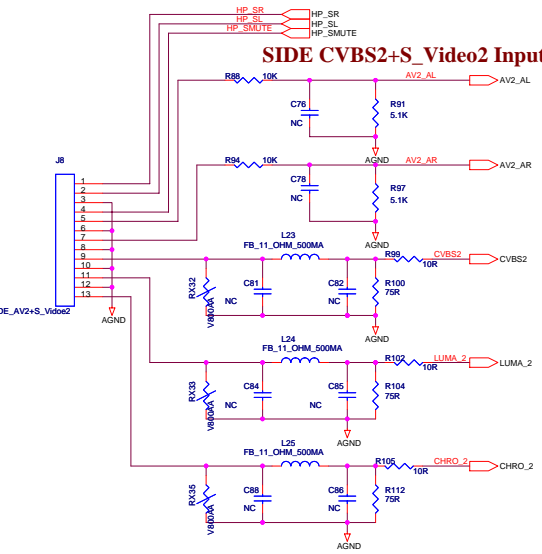 HP_SR HP_SR
HP_SL HP_SL
HP_SMUTE HP_SMUTE
SIDE CVBS2+S_Video2 Input
R88 10K AV2_AL AV2_AL
C76 NC R91 5.1K
AGND
J8
R94 10K AV2_AR AV2_AR
C78 NC R97 5.1K
AGND
1
2
3
4
5
6
7
8
9
10
11
12
13
DE_AV2+S_Vidoe2
AGND
L23
FB_11_OHM_500MA
R99 10R CVBS2 CVBS2
RX32 C81 NC C82 NC R100 75R
AGND
L24
FB_11_OHM_500MA
R102 10R LUMA_2 LUMA_2
RX33 C84 NC C85 NC R104 75R
AGND
L25
FB_11_OHM_500MA
R105 10R CHRO_2 CHRO_2
RX35 C88 NC C86 NC R112 75R
AGND